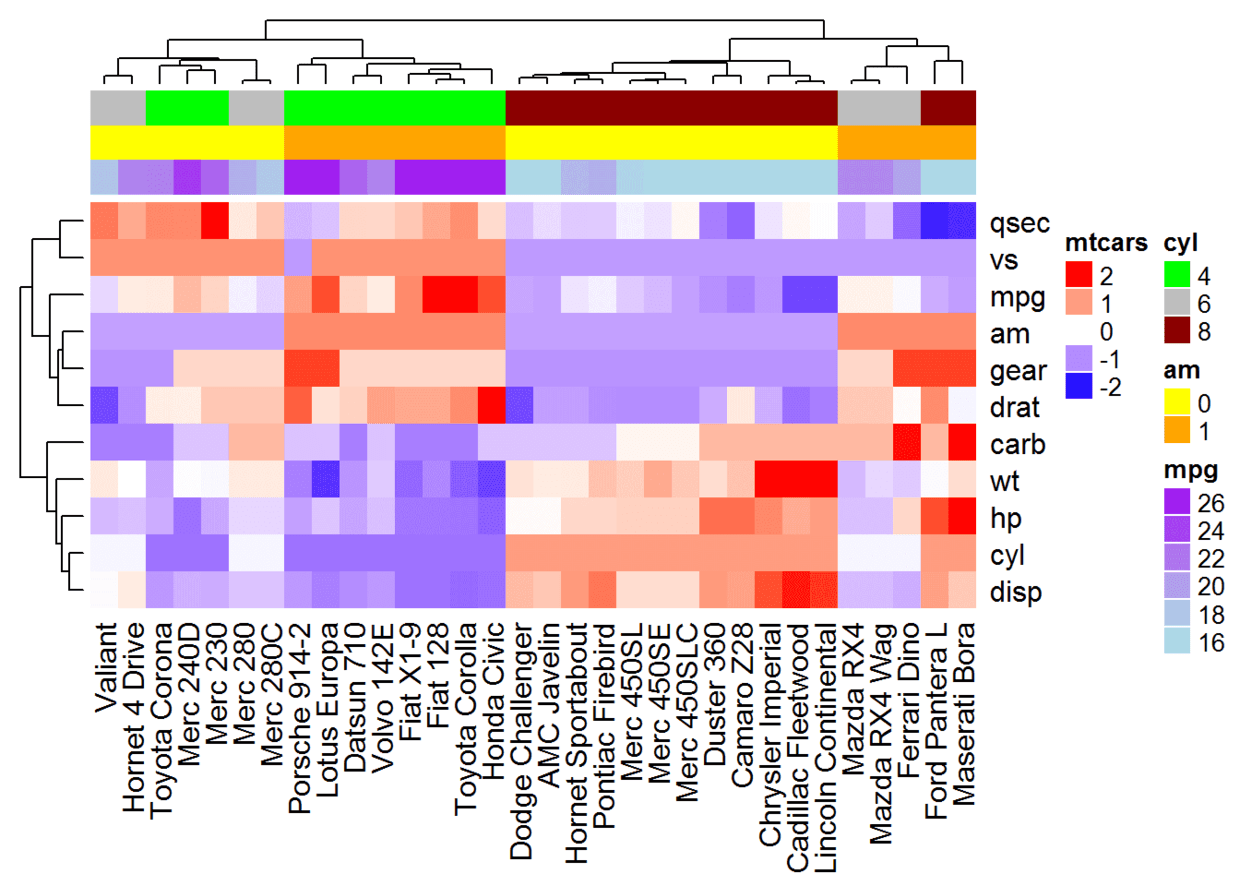 qsec
vs
mpg
am
gear
drat
carb
wt
hp
cyl
disp
mtcars
2
1
0
-1
-2
cyl
4
6
8
am
0
1
mpg
26
24
22
20
18
16
Valiant
Hornet 4 Drive
Toyota Corona
Merc 240D
Merc 230
Merc 280
Merc 280C
Porsche 914-2
Lotus Europa
Datsun 710
Volvo 142E
Fiat X1-9
Fiat 128
Toyota Corolla
Honda Civic
Dodge Challenger
AMC Javelin
Hornet Sportabout
Pontiac Firebird
Merc 450SL
Merc 450SE
Merc 450SLC
Duster 360
Camaro Z28
Chrysler Imperial
Cadillac Fleetwood
Lincoln Continental
Mazda RX4
Mazda RX4 Wag
Ferrari Dino
Ford Pantera L
Maserati Bora